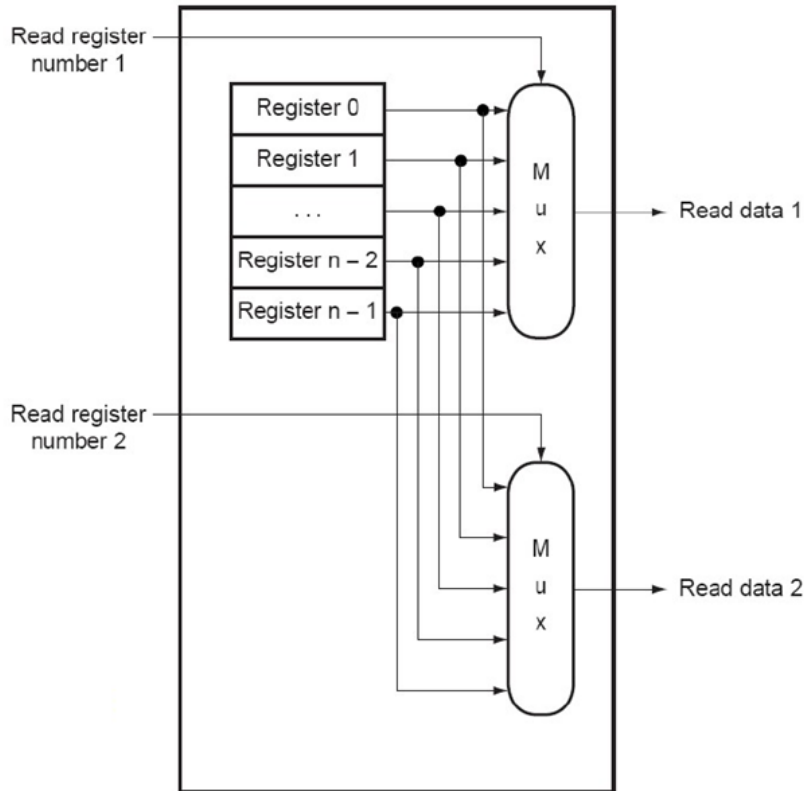 Read register
number 1
Register 0
Register 1
. . .
Register n – 2
Register n – 1
M
u
x
Read data 1
Read register
number 2
M
u
x
Read data 2